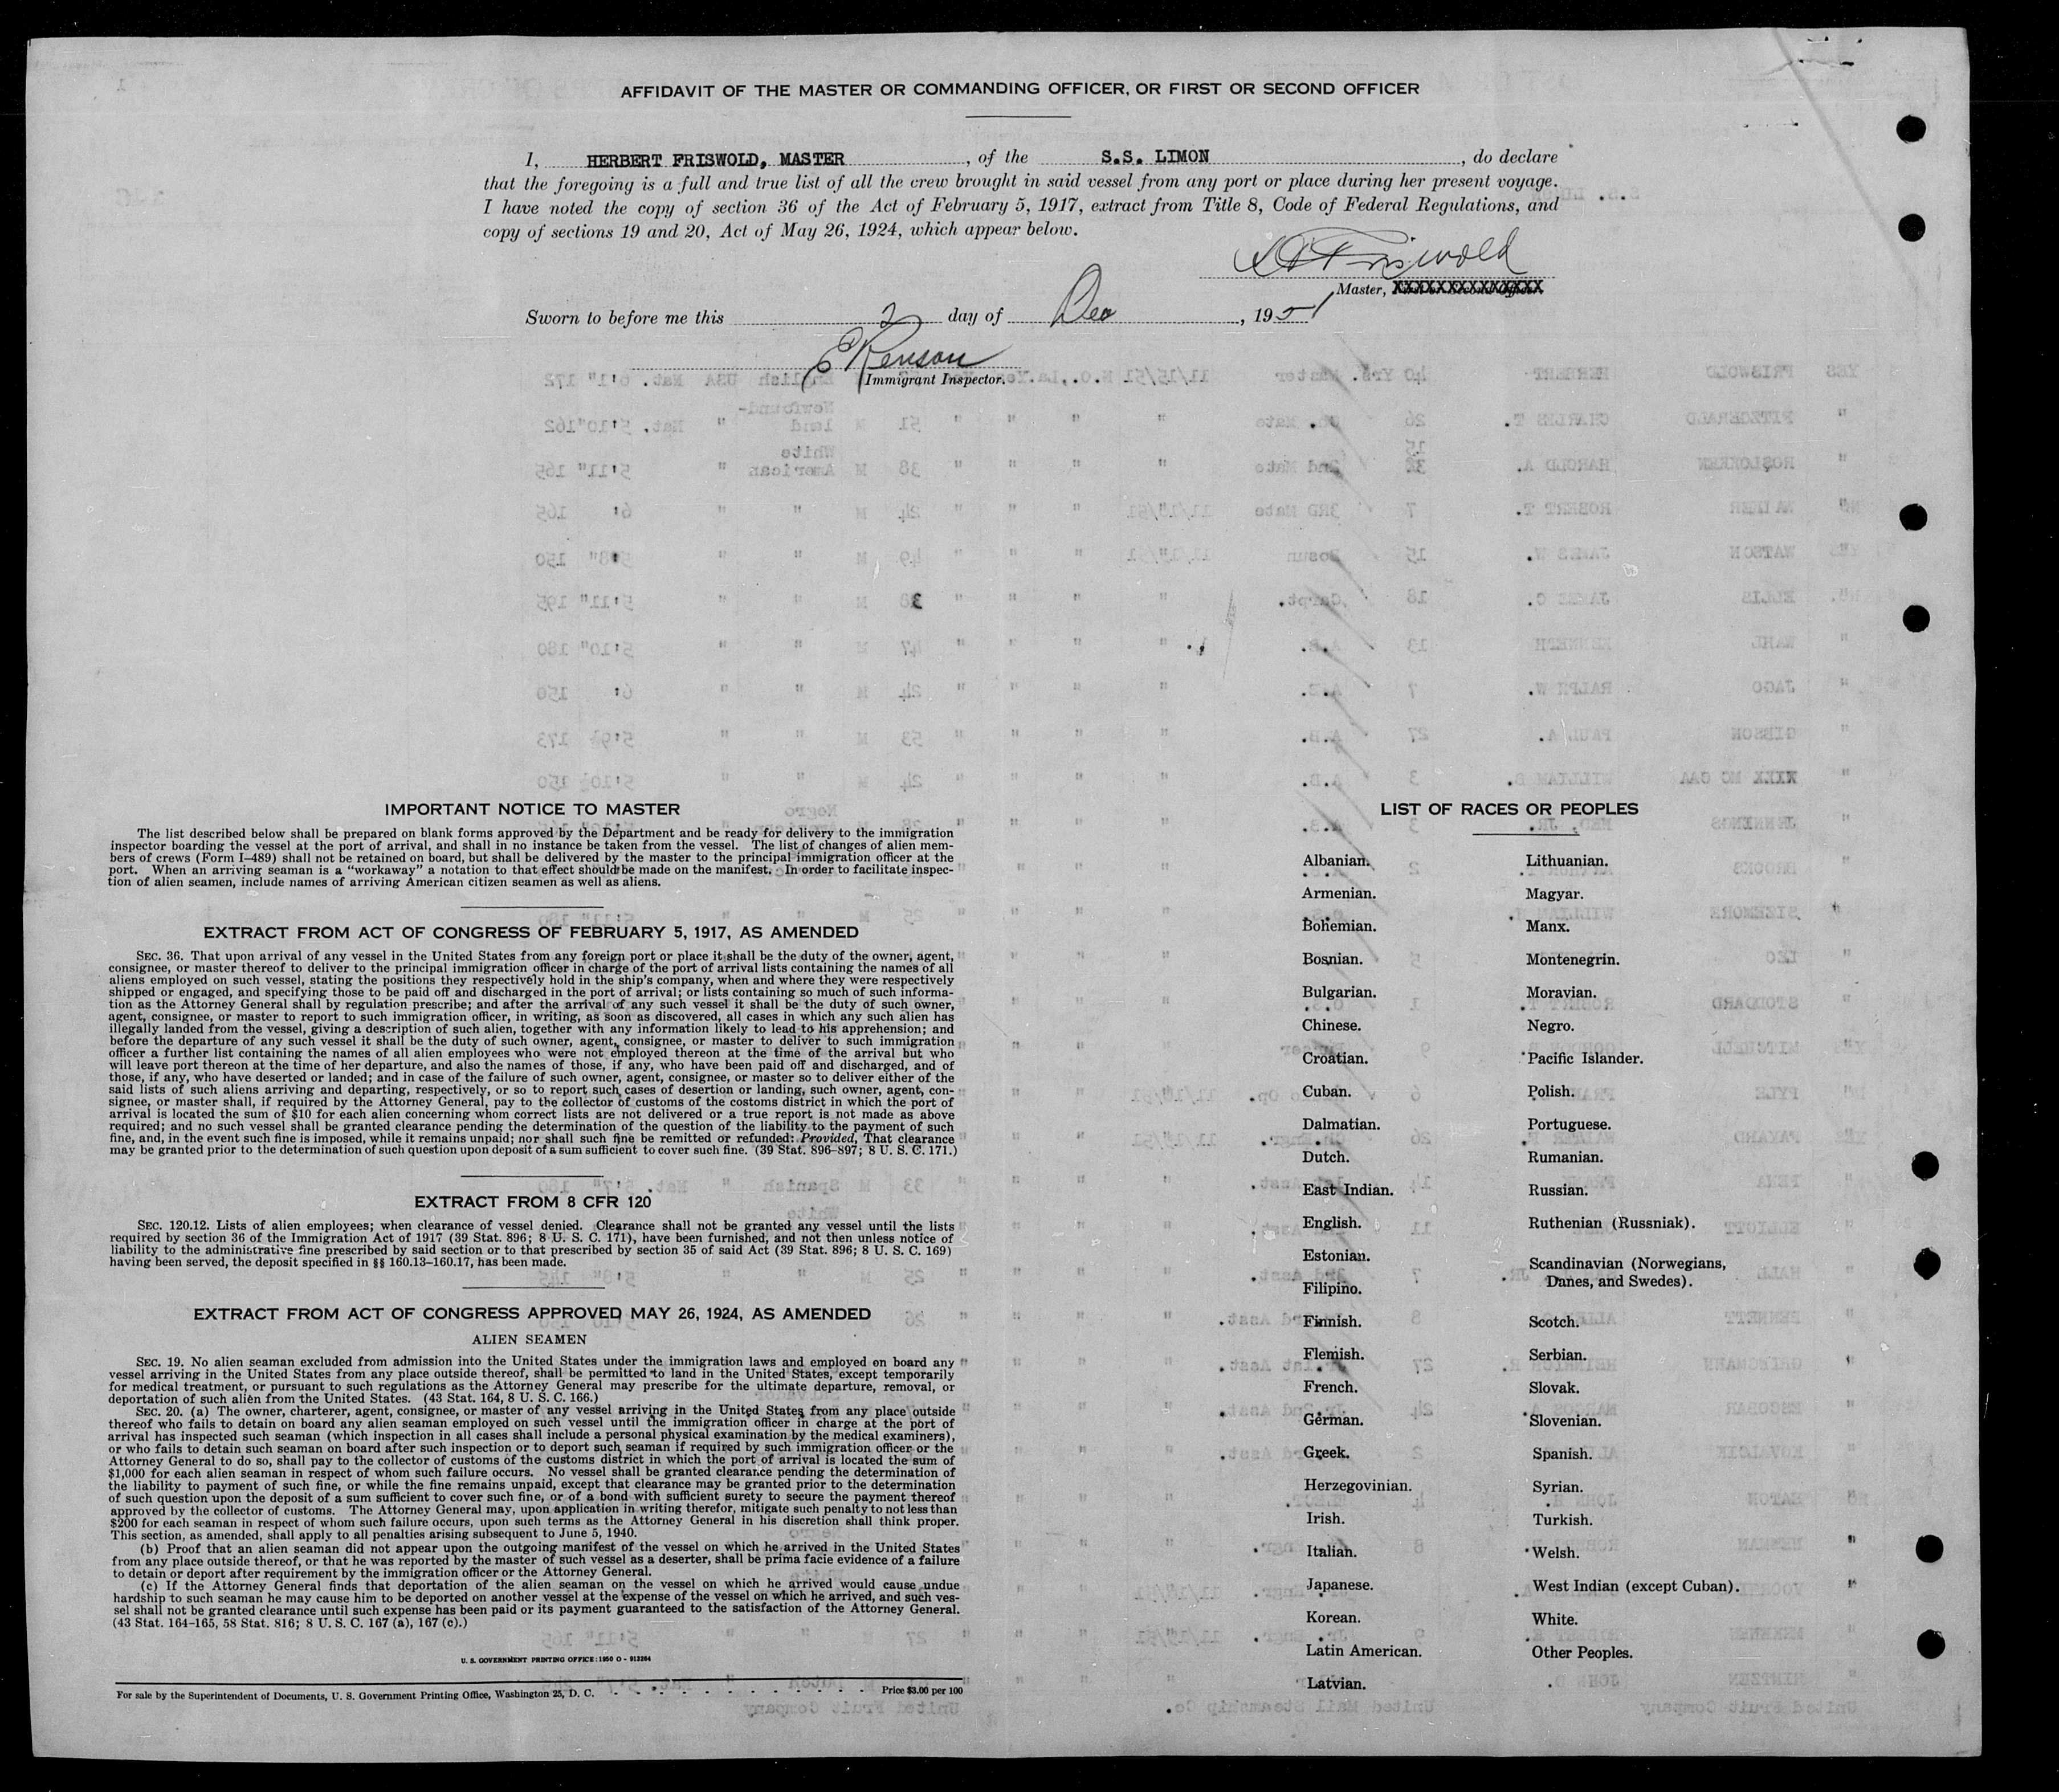 AFFIDAVIT OF THE MASTER OR COMMANDING OFFICER, OR FIRST OR SECOND OFFICER
I, HERBERT FRISWOLD, MASTER, of the S.S. LIMON, do declare
that the foregoing is a full and true list of all the crew brought in said vessel from any port or place during her present voyage.
I have noted the copy of section 36 of the Act of February 5, 1917, extract from Title 8, Code of Federal Regulations, and
copy of sections 19 and 20, Act of May 26, 1924, which appear below.
Friswold
Master, XXXXXXXXXXXXXXX
Sworn to before me this 2 day of Dec, 1951
Immigrant Inspector.
IMPORTANT NOTICE TO MASTER
The list described below shall be prepared on blank forms approved by the Department and be ready for delivery to the immigration
inspector boarding the vessel at the port of arrival, and shall in no instance be taken from the vessel. The list of changes of alien mem-
bers of crews (Form I-489) shall not be retained on board, but shall be delivered by the master to the principal immigration officer at the
port. When an arriving seaman is a "workaway" a notation to that effect should be made on the manifest. In order to facilitate inspec-
tion of alien seamen, include names of arriving American citizen seamen as well as aliens.
EXTRACT FROM ACT OF CONGRESS OF FEBRUARY 5, 1917, AS AMENDED
SEC. 36. That upon arrival of any vessel in the United States from any foreign port or place it shall be the duty of the owner, agent,
consignee, or master thereof to deliver to the principal immigration officer in charge of the port of arrival lists containing the names of all
aliens employed on such vessel, stating the positions they respectively hold in the ship's company, when and where they were respectively
shipped or engaged, and specifying those to be paid off and discharged in the port of arrival; or lists containing so much of such informa-
tion as the Attorney General shall by regulation prescribe; and after the arrival of any such vessel it shall be the duty of such owner,
agent, consignee, or master to report to such immigration officer, in writing, as soon as discovered, all cases in which any such alien has
illegally landed from the vessel, giving a description of such alien, together with any information likely to lead to his apprehension; and
before the departure of any such vessel it shall be the duty of such owner, agent, consignee, or master to deliver to such immigration
officer a further list containing the names of all alien employees who were not employed thereon at the time of the arrival but who
will leave port thereon at the time of her departure, and also the names of those, if any, who have been paid off and discharged, and of
those, if any, who have deserted or landed; and in case of the failure of such owner, agent, consignee, or master so to deliver either of the
said lists of such aliens arriving and departing, respectively, or so to report such cases of desertion or landing, such owner, agent, con-
signee, or master shall, if required by the Attorney General, pay to the collector of customs of the costoms district in which the port of
arrival is located the sum of $10 for each alien concerning whom correct lists are not delivered or a true report is not made as above
required; and no such vessel shall be granted clearance pending the determination of the question of the liability to the payment of such
fine, and, in the event such fine is imposed, while it remains unpaid; nor shall such fine be remitted or refunded: Provided, That clearance
may be granted prior to the determination of such question upon deposit of a sum sufficient to cover such fine. (39 Stat. 896-897; 8 U. S. C. 171.)
EXTRACT FROM 8 CFR 120
SEC. 120.12. Lists of alien employees; when clearance of vessel denied. Clearance shall not be granted any vessel until the lists
required by section 36 of the Immigration Act of 1917 (39 Stat. 896; 8 U. S. C. 171), have been furnished, and not then unless notice of
liability to the administrative fine prescribed by said section or to that prescribed by section 35 of said Act (39 Stat. 896; 8 U. S. C. 169)
having been served, the deposit specified in §§ 160.13-160.17, has been made.
EXTRACT FROM ACT OF CONGRESS APPROVED MAY 26, 1924, AS AMENDED
ALIEN SEAMEN
SEC. 19. No alien seaman excluded from admission into the United States under the immigration laws and employed on board any
vessel arriving in the United States from any place outside thereof, shall be permitted to land in the United States, except temporarily
for medical treatment, or pursuant to such regulations as the Attorney General may prescribe for the ultimate departure, removal, or
deportation of such alien from the United States. (43 Stat. 164, 8 U. S. C. 166.)
SEC. 20. (a) The owner, charterer, agent, consignee, or master of any vessel arriving in the United States from any place outside
thereof who fails to detain on board any alien seaman employed on such vessel until the immigration officer in charge at the port of
arrival has inspected such seaman (which inspection in all cases shall include a personal physical examination by the medical examiners),
or who fails to detain such seaman on board after such inspection or to deport such seaman if required by such immigration officer or the
Attorney General to do so, shall pay to the collector of customs of the customs district in which the port of arrival is located the sum of
$1,000 for each alien seaman in respect of whom such failure occurs. No vessel shall be granted clearance pending the determination of
the liability to payment of such fine, or while the fine remains unpaid, except that clearance may be granted prior to the determination
of such question upon the deposit of a sum sufficient to cover such fine, or of a bond with sufficient surety to secure the payment thereof
approved by the collector of customs. The Attorney General may, upon application in writing therefor, mitigate such penalty to not less than
$200 for each seaman in respect of whom such failure occurs, upon such terms as the Attorney General in his discretion shall think proper.
This section, as amended, shall apply to all penalties arising subsequent to June 5, 1940.
(b) Proof that an alien seaman did not appear upon the outgoing manifest of the vessel on which he arrived in the United States
from any place outside thereof, or that he was reported by the master of such vessel as a deserter, shall be prima facie evidence of a failure
to detain or deport after requirement by the immigration officer or the Attorney General.
(c) If the Attorney General finds that deportation of the alien seaman on the vessel on which he arrived would cause undue
hardship to such seaman he may cause him to be deported on another vessel at the expense of the vessel on which he arrived, and such ves-
sel shall not be granted clearance until such expense has been paid or its payment guaranteed to the satisfaction of the Attorney General.
(43 Stat. 164-165, 58 Stat. 816; 8 U. S. C. 167 (a), 167 (c).)
U. S. GOVERNMENT PRINTING OFFICE: 1950 O - 913264
For sale by the Superintendent of Documents, U. S. Government Printing Office, Washington 25, D. C. - - - - - - - - - - - - Price $3.00 per 100
LIST OF RACES OR PEOPLES
Albanian.
Armenian.
Bohemian.
Bosnian.
Bulgarian.
Chinese.
Croatian.
Cuban.
Dalmatian.
Dutch.
East Indian.
English.
Estonian.
Filipino.
Finnish.
Flemish.
French.
German.
Greek.
Herzegovinian.
Irish.
Italian.
Japanese.
Korean.
Latin American.
Latvian.
Lithuanian.
Magyar.
Manx.
Montenegrin.
Moravian.
Negro.
Pacific Islander.
Polish.
Portuguese.
Rumanian.
Russian.
Ruthenian (Russniak).
Scandinavian (Norwegians,
Danes, and Swedes).
Scotch.
Serbian.
Slovak.
Slovenian.
Spanish.
Syrian.
Turkish.
Welsh.
West Indian (except Cuban).
White.
Other Peoples.